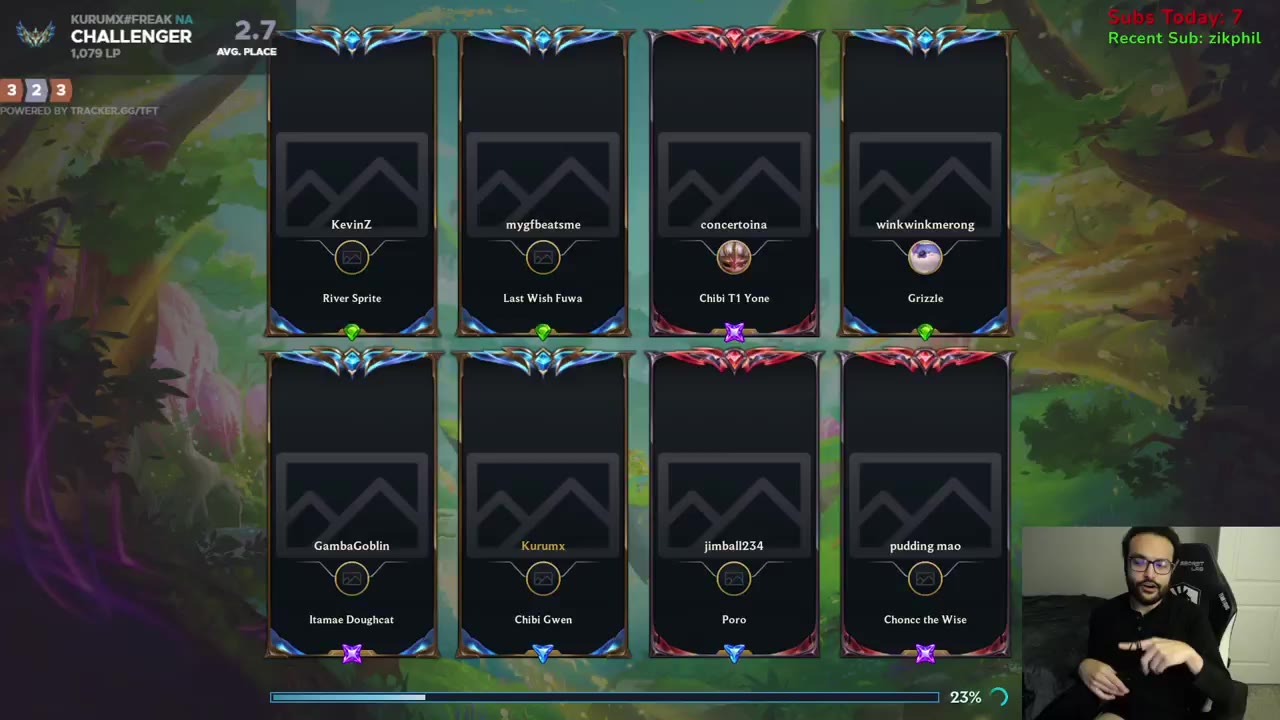 KURUMX#FREAK NA
CHALLENGER
1,079 LP
2.7
AVG. PLACE
3 2 3
POWERED BY TRACKER.GG/TFT
Subs Today: 7
Recent Sub: zikphil
KevinZ
River Sprite
mygfbeatsme
Last Wish Fuwa
concertoina
Chibi T1 Yone
winkwinkmerong
Grizzle
GambaGoblin
Itamae Doughcat
Kurumx
Chibi Gwen
jimball234
Poro
pudding mao
Choncc the Wise
23%